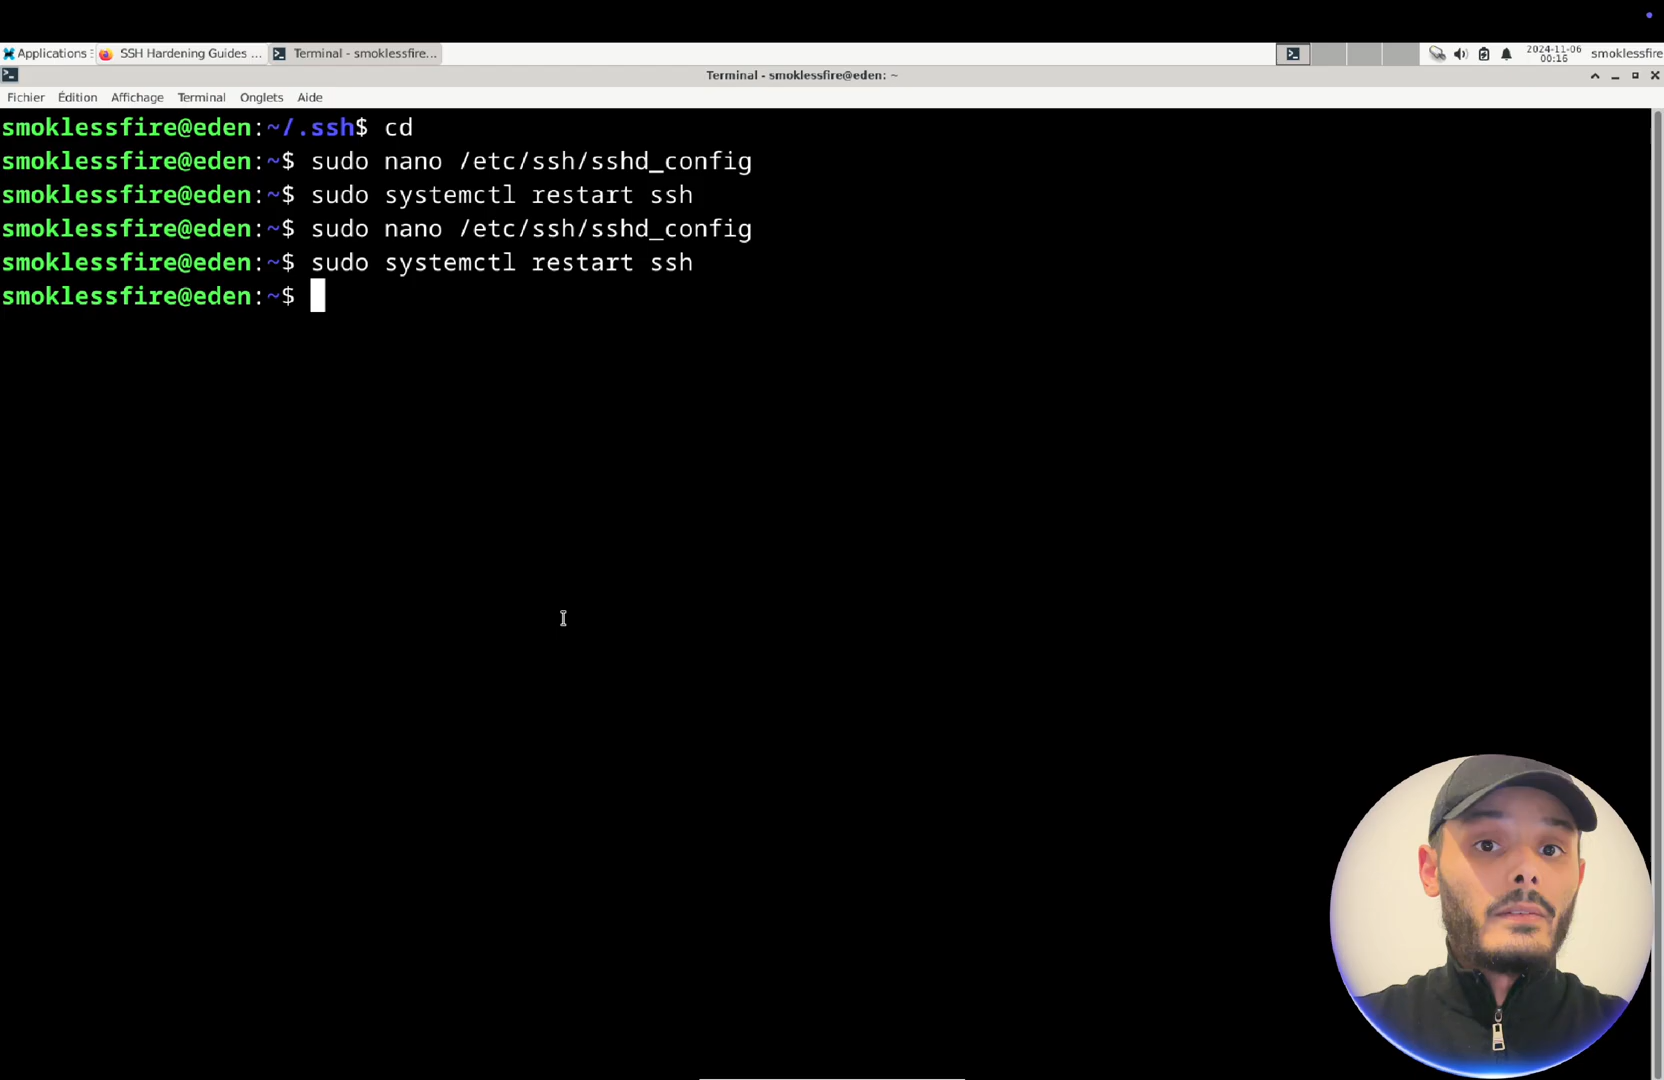 Applications SSH Hardening Guides ... Terminal - smoklessfire... 2024-11-06 00:16 smoklessfire
Terminal - smoklessfire@eden: ~
Fichier Édition Affichage Terminal Onglets Aide
smoklessfire@eden:~/.ssh$ cd
smoklessfire@eden:~$ sudo nano /etc/ssh/sshd_config
smoklessfire@eden:~$ sudo systemctl restart ssh
smoklessfire@eden:~$ sudo nano /etc/ssh/sshd_config
smoklessfire@eden:~$ sudo systemctl restart ssh
smoklessfire@eden:~$